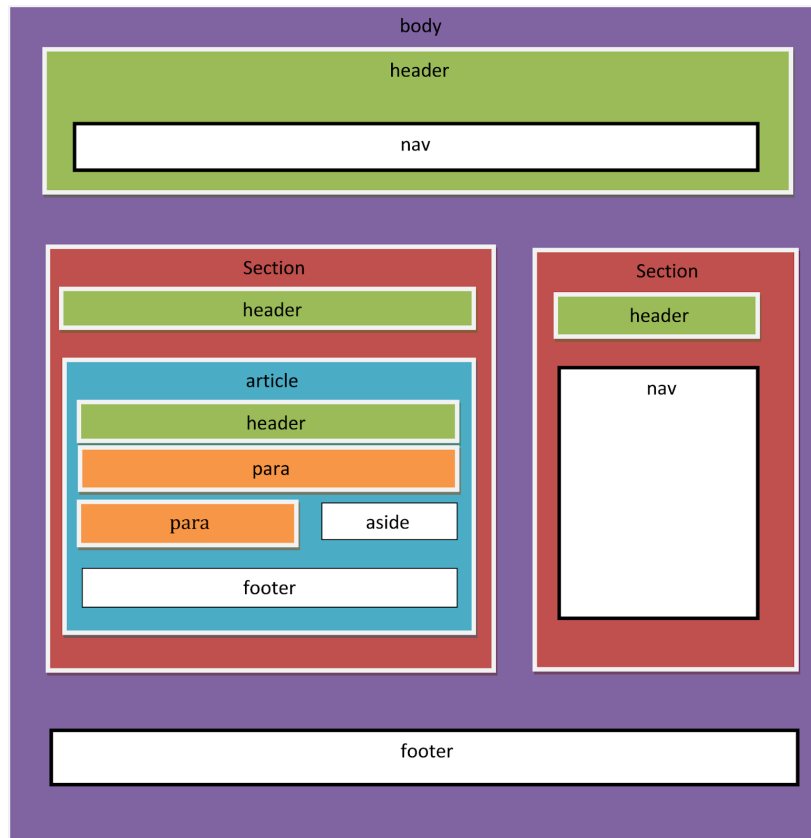 body
header
nav
Section
header
article
header
para
para
aside
footer
Section
header
nav
footer